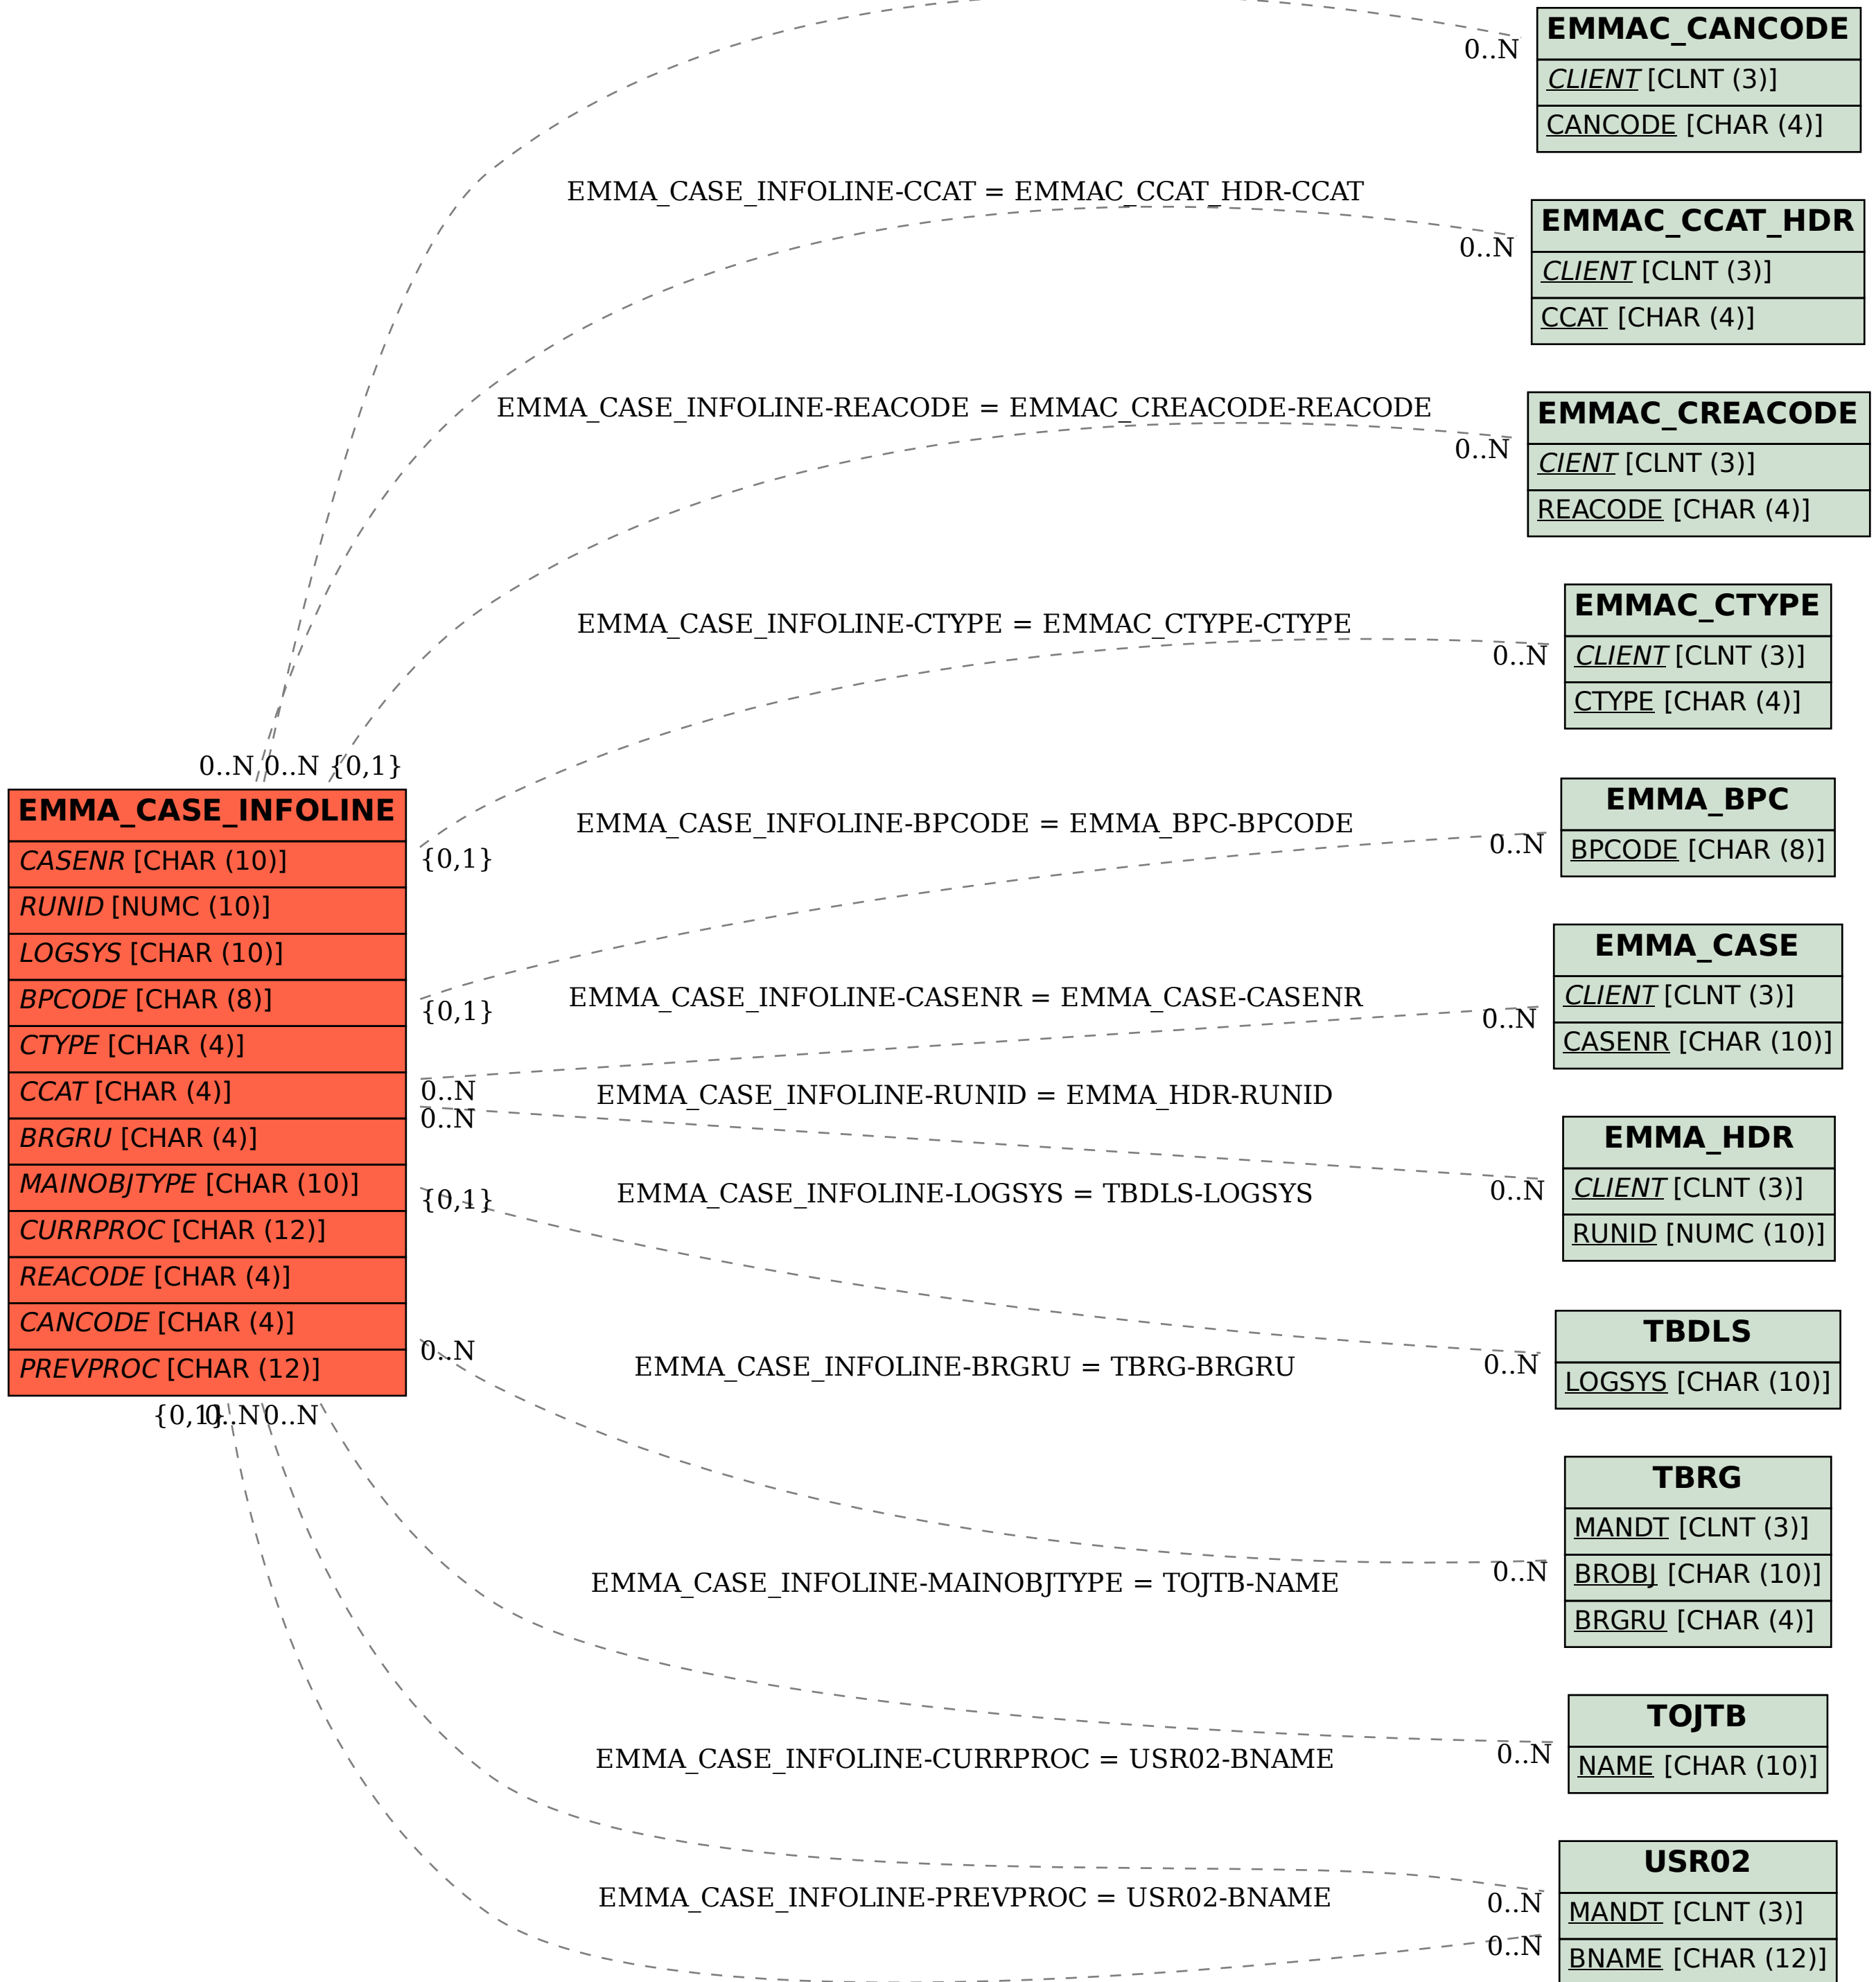 EMMAC_CANCODE
0..N
CLIENT [CLNT (3)]
CANCODE [CHAR (4)]
EMMA_CASE_INFOLINE-CCAT = EMMAC_CCAT_HDR-CCAT
EMMAC_CCAT_HDR
0..N
CLIENT [CLNT (3)]
CCAT [CHAR (4)]
EMMA_CASE_INFOLINE-REACODE = EMMAC_CREACODE-REACODE
EMMAC_CREACODE
0..N
CIENT [CLNT (3)]
REACODE [CHAR (4)]
EMMA_CASE_INFOLINE-CTYPE = EMMAC_CTYPE-CTYPE
EMMAC_CTYPE
0..N
CLIENT [CLNT (3)]
CTYPE [CHAR (4)]
0..N 0..N {0,1}
EMMA_CASE_INFOLINE
CASENR [CHAR (10)]
RUNID [NUMC (10)]
LOGSYS [CHAR (10)]
BPCODE [CHAR (8)]
CTYPE [CHAR (4)]
CCAT [CHAR (4)]
BRGRU [CHAR (4)]
MAINOBJTYPE [CHAR (10)]
CURRPROC [CHAR (12)]
REACODE [CHAR (4)]
CANCODE [CHAR (4)]
PREVPROC [CHAR (12)]
{0,1}
0..N
0..N
{0,1}
EMMA_CASE_INFOLINE-BPCODE = EMMA_BPC-BPCODE
0..N
EMMA_BPC
BPCODE [CHAR (8)]
{0,1}
EMMA_CASE_INFOLINE-CASENR = EMMA_CASE-CASENR
0..N
EMMA_CASE
CLIENT [CLNT (3)]
CASENR [CHAR (10)]
0..N
0..N
EMMA_CASE_INFOLINE-RUNID = EMMA_HDR-RUNID
EMMA_HDR
0..N
CLIENT [CLNT (3)]
RUNID [NUMC (10)]
{0,1}
EMMA_CASE_INFOLINE-LOGSYS = TBDLS-LOGSYS
0..N
TBDLS
LOGSYS [CHAR (10)]
0..N
EMMA_CASE_INFOLINE-BRGRU = TBRG-BRGRU
TBRG
MANDT [CLNT (3)]
0..N
BROBJ [CHAR (10)]
BRGRU [CHAR (4)]
EMMA_CASE_INFOLINE-MAINOBJTYPE = TOJTB-NAME
TOJTB
0..N
NAME [CHAR (10)]
EMMA_CASE_INFOLINE-CURRPROC = USR02-BNAME
USR02
0..N
MANDT [CLNT (3)]
EMMA_CASE_INFOLINE-PREVPROC = USR02-BNAME
0..N
BNAME [CHAR (12)]